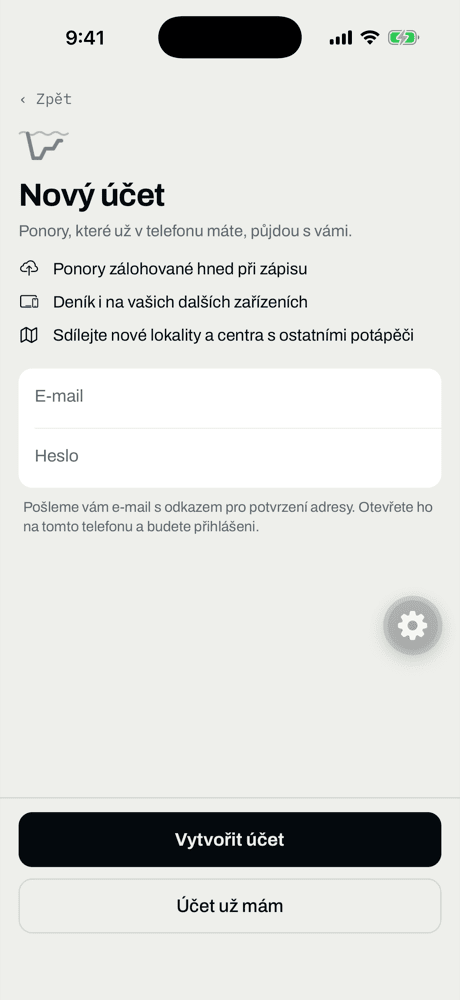 9:41
‹ Zpět
Nový účet
Ponory, které už v telefonu máte, půjdou s vámi.
Ponory zálohované hned při zápisu
Deník i na vašich dalších zařízeních
Sdílejte nové lokality a centra s ostatními potápěči
E-mail
Heslo
Pošleme vám e-mail s odkazem pro potvrzení adresy. Otevřete ho
na tomto telefonu a budete přihlášeni.
Vytvořit účet
Účet už mám